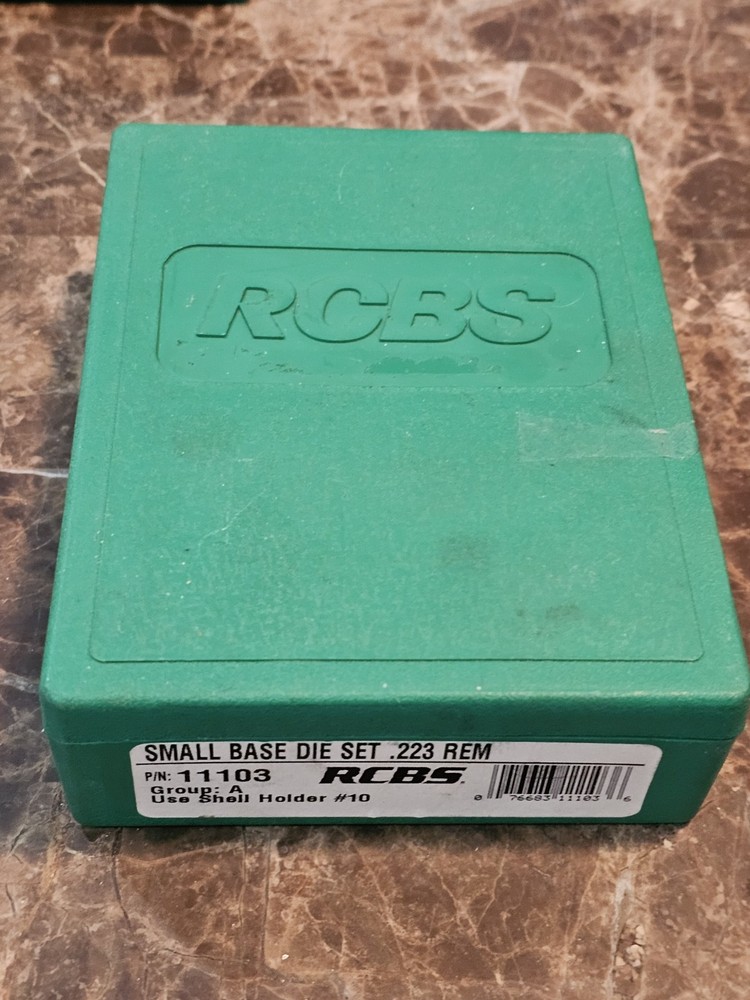 RCBS
SMALL BASE DIE SET .223 REM
P/N: 11103 RCBS
Group: A
Use Shell Holder #10
0 76683 11103 6